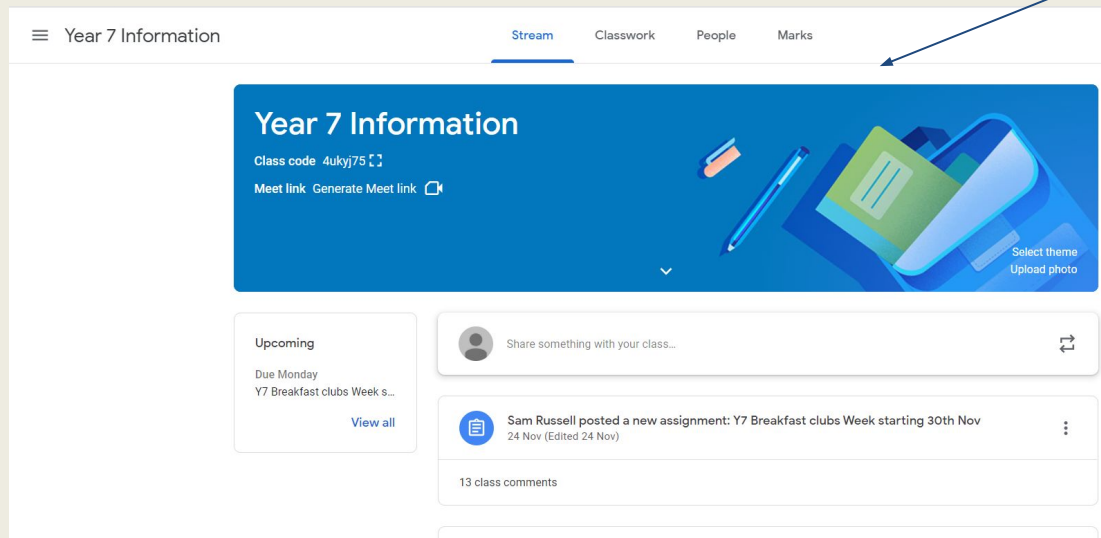 Year 7 Information
Stream Classwork People Marks
Year 7 Information
Class code 4ukyj75
Meet link Generate Meet link
Select theme
Upload photo
Upcoming
Due Monday
Y7 Breakfast clubs Week s...
View all
Share something with your class...
Sam Russell posted a new assignment: Y7 Breakfast clubs Week starting 30th Nov
24 Nov (Edited 24 Nov)
13 class comments